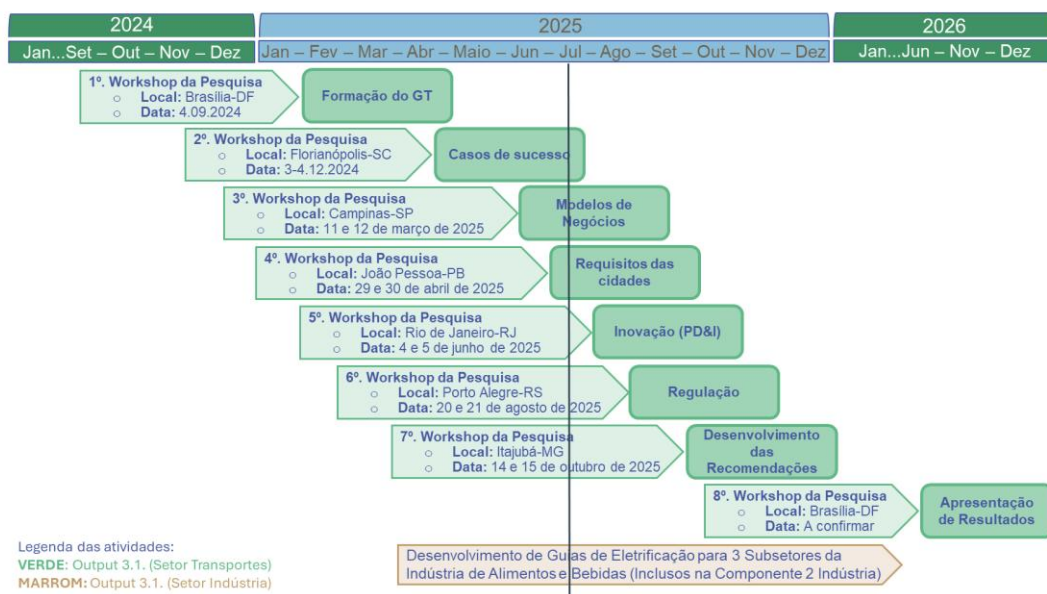 2024
2025
2026
Jan...Set – Out – Nov – Dez
Jan – Fev – Mar – Abr – Maio – Jun – Jul – Ago – Set – Out – Nov – Dez
Jan...Jun – Nov – Dez
1º. Workshop da Pesquisa
o Local: Brasília-DF
o Data: 4.09.2024
Formação do GT
2º. Workshop da Pesquisa
o Local: Florianópolis-SC
o Data: 3-4.12.2024
Casos de sucesso
3º. Workshop da Pesquisa
o Local: Campinas-SP
o Data: 11 e 12 de março de 2025
Modelos de
Negócios
4º. Workshop da Pesquisa
o Local: João Pessoa-PB
o Data: 29 e 30 de abril de 2025
Requisitos das
cidades
5º. Workshop da Pesquisa
o Local: Rio de Janeiro-RJ
o Data: 4 e 5 de junho de 2025
Inovação (PD&I)
6º. Workshop da Pesquisa
o Local: Porto Alegre-RS
o Data: 20 e 21 de agosto de 2025
Regulação
7º. Workshop da Pesquisa
o Local: Itajubá-MG
o Data: 14 e 15 de outubro de 2025
Desenvolvimento
das
Recomendações
8º. Workshop da Pesquisa
o Local: Brasília-DF
o Data: A confirmar
Apresentação
de Resultados
Legenda das atividades:
VERDE: Output 3.1. (Setor Transportes)
MARROM: Output 3.1. (Setor Indústria)
Desenvolvimento de Guias de Eletrificação para 3 Subsetores da
Indústria de Alimentos e Bebidas (Inclusos na Componente 2 Indústria)